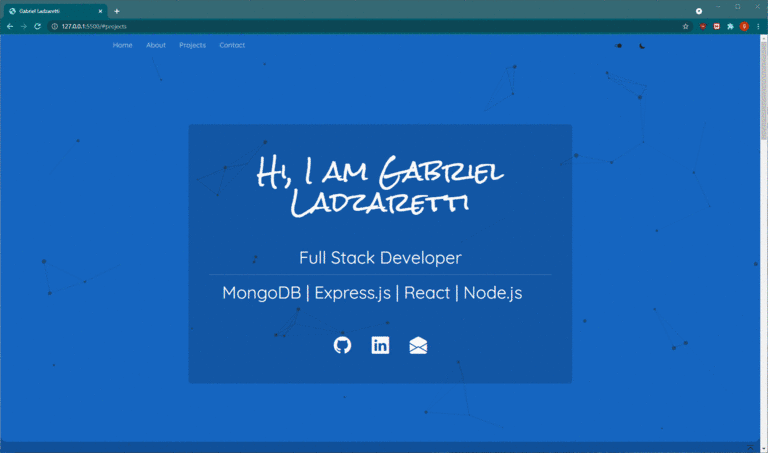 Gabriel Ladzaretti
127.0.0.1:5500/#projects
Home About Projects Contact
Hi, I am Gabriel
Ladzaretti
Full Stack Developer
MongoDB | Express.js | React | Node.js